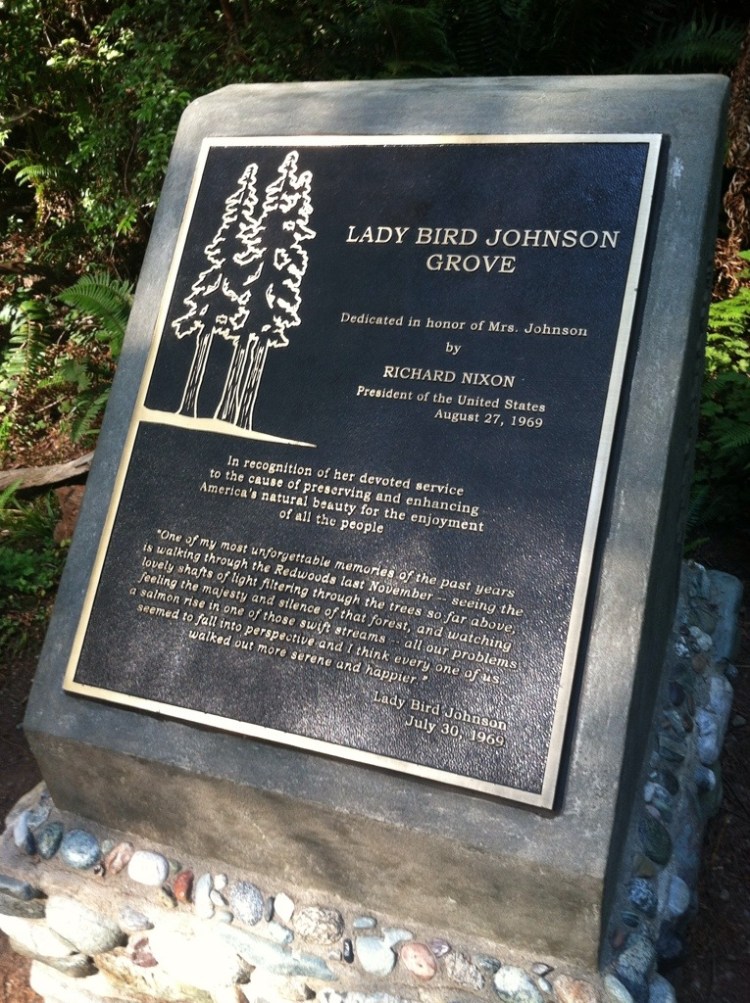 LADY BIRD JOHNSON
GROVE
Dedicated in honor of Mrs. Johnson
by
RICHARD NIXON
President of the United States
August 27, 1969
In recognition of her devoted service
to the cause of preserving and enhancing
America's natural beauty for the enjoyment
of all the people
"One of my most unforgettable memories of the past years
is walking through the Redwoods last November – seeing the
lovely shafts of light filtering through the trees so far above,
feeling the majesty and silence of that forest, and watching
a salmon rise in one of those swift streams – all our problems
seemed to fall into perspective and I think every one of us
walked out more serene and happier."
Lady Bird Johnson
July 30, 1969